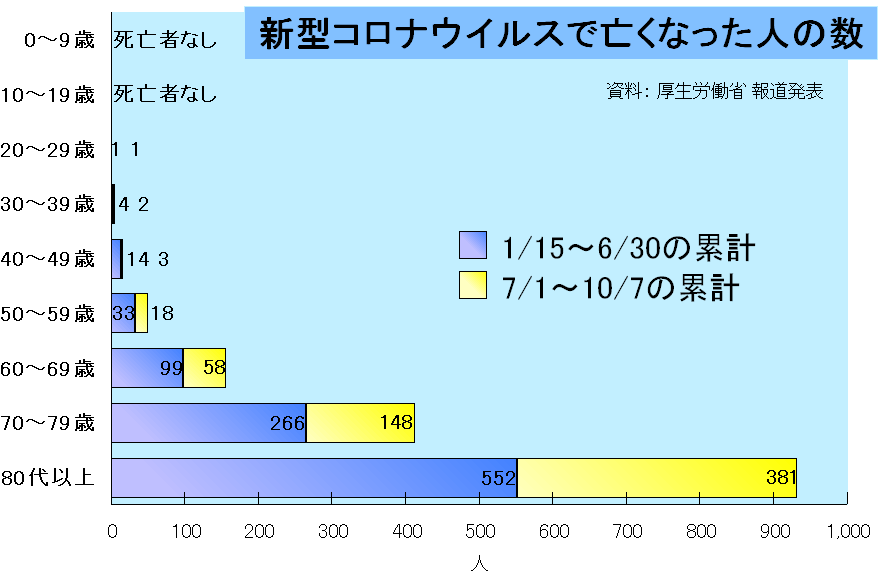 新型コロナウイルスで亡くなった人の数
資料： 厚生労働省 報道発表
0～9歳 死亡者なし
10～19歳 死亡者なし
20～29歳 1 1
30～39歳 4 2
40～49歳 14 3
1/15～6/30の累計
7/1～10/7の累計
50～59歳 33 18
60～69歳 99 58
70～79歳 266 148
80代以上 552 381
0 100 200 300 400 500 600 700 800 900 1,000
人